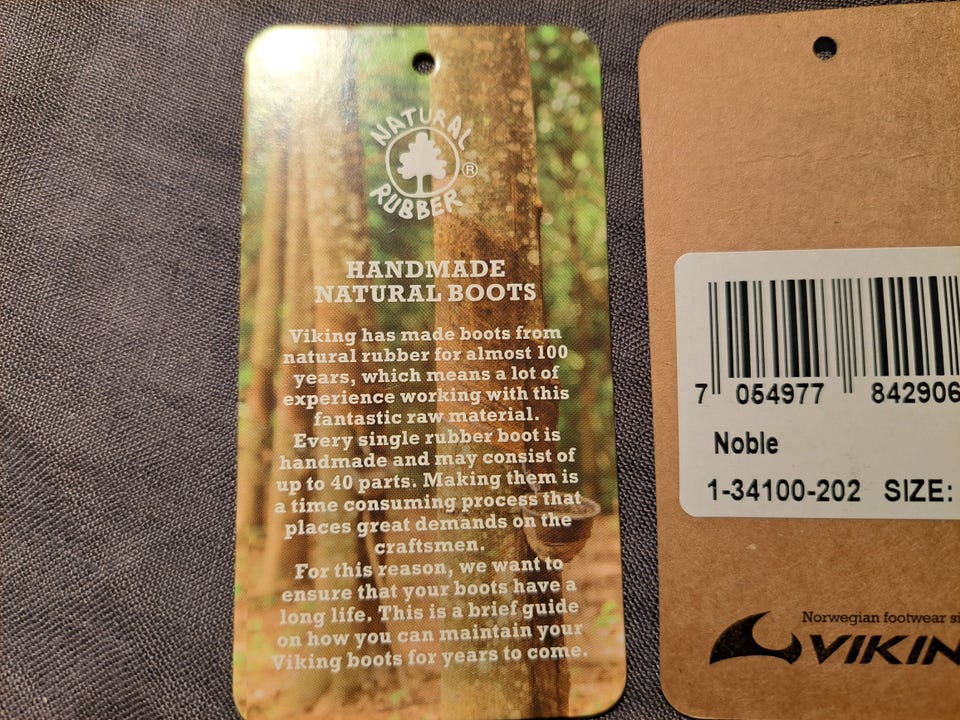 NATURAL
RUBBER
®
HANDMADE
NATURAL BOOTS
Viking has made boots from
natural rubber for almost 100
years, which means a lot of
experience working with this
fantastic raw material.
Every single rubber boot is
handmade and may consist of
up to 40 parts. Making them is
a time consuming process that
places great demands on the
craftsmen.
For this reason, we want to
ensure that your boots have a
long life. This is a brief guide
on how you can maintain your
Viking boots for years to come.
7 054977 842906
Noble
1-34100-202 SIZE:
Norwegian footwear si
VIKIN